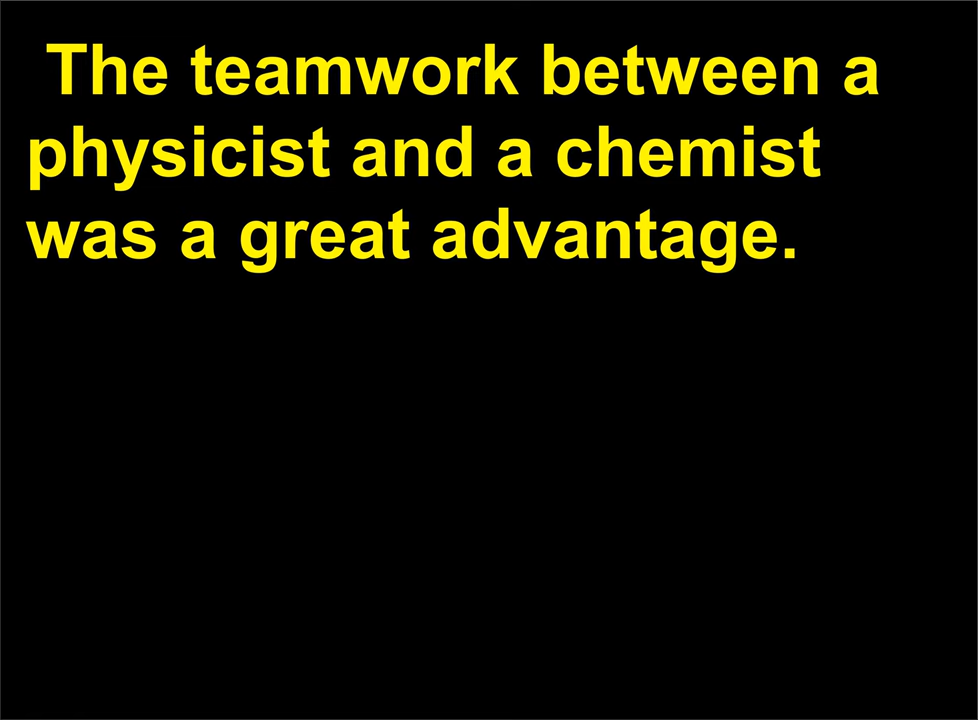 The teamwork between a
physicist and a chemist
was a great advantage.